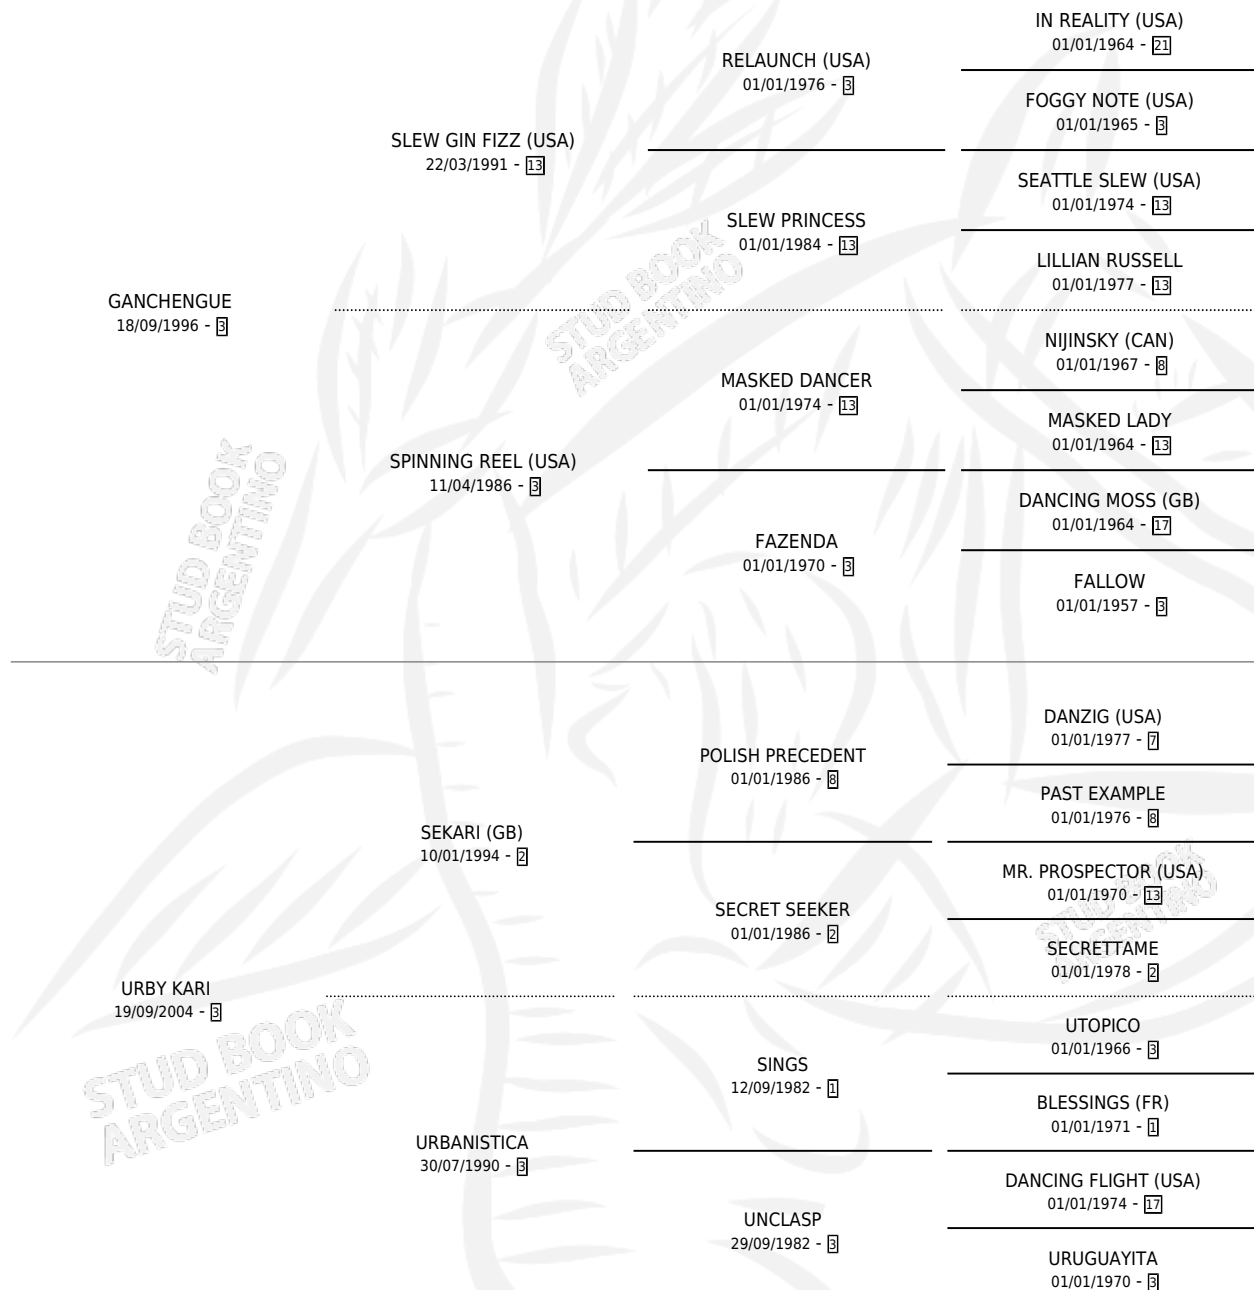 IN REALITY (USA)
01/01/1964 - 21
RELAUNCH (USA)
01/01/1976 - 3
FOGGY NOTE (USA)
01/01/1965 - 3
SLEW GIN FIZZ (USA)
22/03/1991 - 13
SEATTLE SLEW (USA)
01/01/1974 - 13
SLEW PRINCESS
01/01/1984 - 13
LILLIAN RUSSELL
01/01/1977 - 13
GANCHENGUE
18/09/1996 - 3
STUD BOOK
ARGENTINO
NIJINSKY (CAN)
01/01/1967 - 8
MASKED DANCER
01/01/1974 - 13
MASKED LADY
01/01/1964 - 13
SPINNING REEL (USA)
11/04/1986 - 3
DANCING MOSS (GB)
01/01/1964 - 17
FAZENDA
01/01/1970 - 3
FALLOW
01/01/1957 - 3
STUD BOOK
ARGENTINO
DANZIG (USA)
01/01/1977 - 7
POLISH PRECEDENT
01/01/1986 - 8
PAST EXAMPLE
01/01/1976 - 8
SEKARI (GB)
10/01/1994 - 2
MR. PROSPECTOR (USA)
01/01/1970 - 13
STUD BOOK
ARGENTINO
SECRET SEEKER
01/01/1986 - 2
SECRETTAME
01/01/1978 - 2
URBY KARI
19/09/2004 - 3
STUD BOOK
ARGENTINO
UTOPICO
01/01/1966 - 3
SINGS
12/09/1982 - 1
BLESSINGS (FR)
01/01/1971 - 1
URBANISTICA
30/07/1990 - 3
DANCING FLIGHT (USA)
01/01/1974 - 17
UNCLASP
29/09/1982 - 3
URUGUAYITA
01/01/1970 - 3